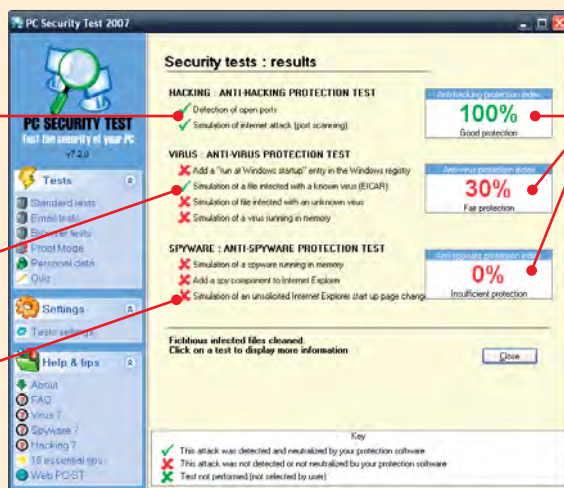 PC Security Test 2007
PC SECURITY TEST
Test the security of your PC
v7.2.0
Tests
Standard tests
Email tests
Browser tests
Proof Mode
Personal data
Quiz
Settings
Tests settings
Help & tips
About
FAQ
Virus ?
Spyware ?
Hacking ?
10 essential tips
Web PCST
Security tests : results
HACKING : ANTI-HACKING PROTECTION TEST
Detection of open ports
Simulation of internet attack (port scanning)
Anti-hacking protection index
100%
Good protection
VIRUS : ANTI-VIRUS PROTECTION TEST
Add a "run at Windows startup" entry in the Windows registry
Simulation of a file infected with a known virus (EICAR)
Simulation of file infected with an unknown virus
Simulation of a virus running in memory
Anti-virus protection index
30%
Fair protection
SPYWARE : ANTI-SPYWARE PROTECTION TEST
Simulation of a spyware running in memory
Add a spy component to Internet Explorer
Simulation of an unsolicited Internet Explorer start up page chang
Anti-spyware protection index
0%
Insufficient protection
Fictitious infected files cleaned.
Click on a test to display more information
Close
Key
This attack was detected and neutralized by your protection software
This attack was not detected or not neutralized bu your protection software
Test not performed (not selected by user)